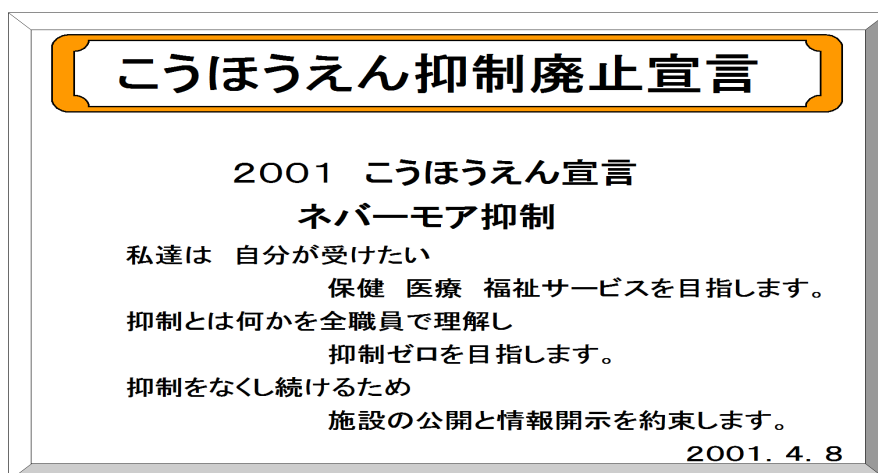 こうほうえん抑制廃止宣言
2001　こうほうえん宣言
ネバーモア抑制
私達は　自分が受けたい
保健　医療　福祉サービスを目指します。
抑制とは何かを全職員で理解し
抑制ゼロを目指します。
抑制をなくし続けるため
施設の公開と情報開示を約束します。
2001．4．8